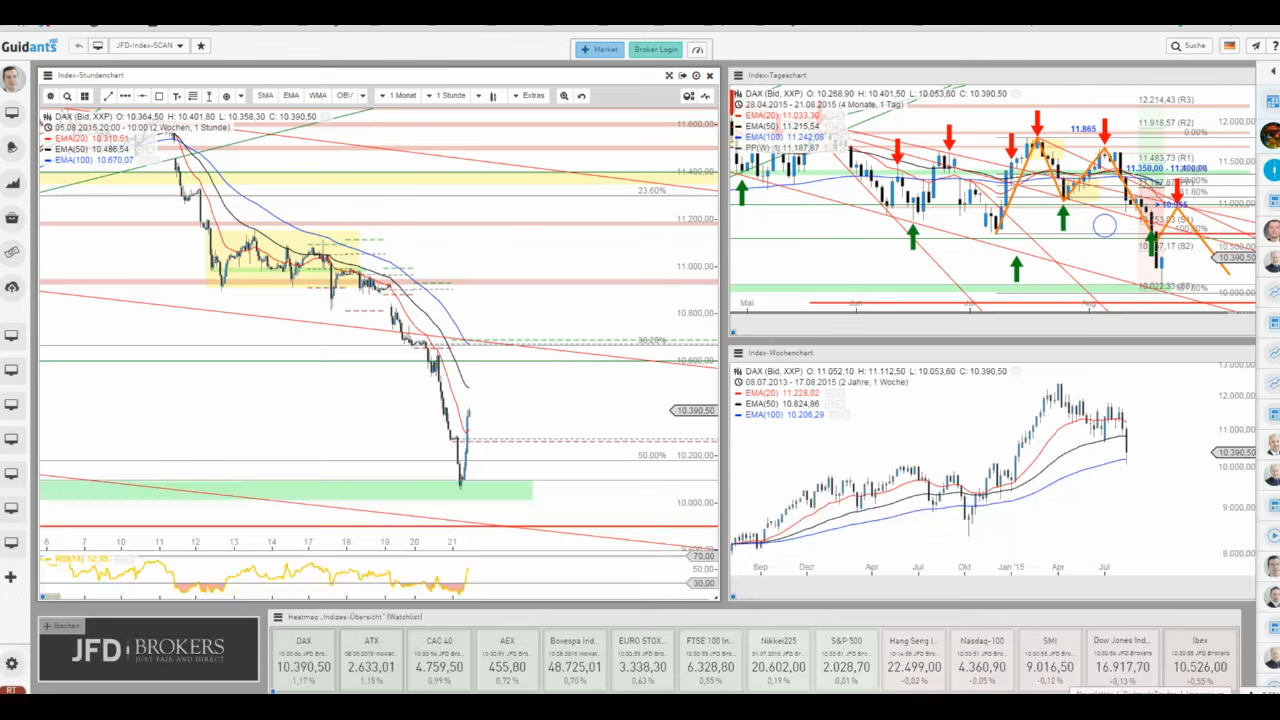 Guidants
JFD-Index-SCAN
Market
Broker Login
Suche
Index-Stundenchart
SMA
EMA
WMA
OBV
1 Monat
1 Stunde
Extras
DAX (Bid, XXP) O: 10.364,50 H: 10.401,50 L: 10.358,30 C: 10.390,50
05.08.2015 20:00 - 10:00 (2 Wochen, 1 Stunde)
EMA(20) 10.310,51
EMA(50) 10.486,54
EMA(100) 10.670,07
11.600,00
11.400,00
23.60%
11.200,00
11.000,00
10.800,00
10.600,00
10.390,50
50.00%
10.200,00
10.000,00
6 7 10 11 12 13 14 17 18 19 20 21
RSI(14) 52,95
70,00
50,00
30,00
Index-Tageschart
DAX (Bid, XXP) O: 10.268,90 H: 10.401,50 L: 10.053,60 C: 10.390,50
28.04.2015 - 21.08.2015 (4 Monate, 1 Tag)
EMA(20) 11.033,30
EMA(50) 11.215,54
EMA(100) 11.242,08
PP(W) 11.187,87
12.214,43 (R3)
12.000,00
11.918,57 (R2)
0.00%
11.865
11.500,00
11.483,73 (R1)
11.350,00 - 11.400,00
11.000,00
100.00%
10.500,00
10.390,50
10.022,33
10.000,00
Mai Jun Jul Aug
Index-Wochenchart
DAX (Bid, XXP) O: 11.052,10 H: 11.112,50 L: 10.053,60 C: 10.390,50
08.07.2013 - 17.08.2015 (2 Jahre, 1 Woche)
EMA(20) 11.228,02
EMA(50) 10.824,86
EMA(100) 10.206,29
13.000,00
11.000,00
10.390,50
10.000,00
9.000,00
8.000,00
Sep Dez Apr Jul Okt Jan '15 Apr Jul
löschen
JFD BROKERS
JUST FAIR AND DIRECT
Heatmap „Indizes-Übersicht" (Watchlist)
DAX ATX CAC 40 AEX Bovespa Ind... EURO STOX... FTSE 100 In... Nikkei225 S&P 500 Hang Seng I... Nasdaq-100 SMI Dow Jones Ind... Ibex
10.390,50 2.633,01 4.759,50 455,80 48.725,01 3.338,30 6.328,80 20.602,00 2.028,70 22.499,00 4.360,90 9.016,50 16.917,70 10.526,00
1,17% 1,15% 0,99% 0,72% 0,70% 0,63% 0,55% 0,19% 0,01% -0,02% -0,05% -0,12% -0,13% -0,55%